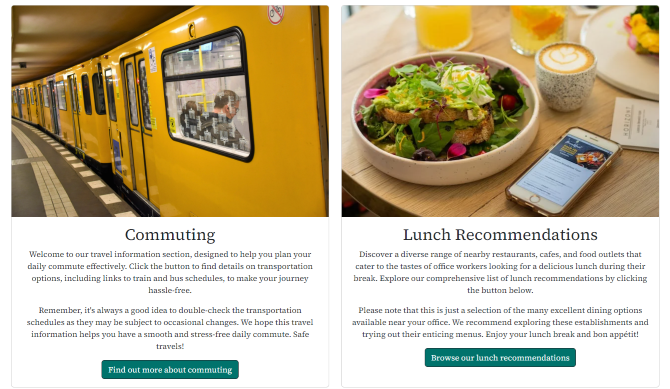 Commuting
Welcome to our travel information section, designed to help you plan your
daily commute effectively. Click the button to find details on transportation
options, including links to train and bus schedules, to make your journey
hassle-free.
Remember, it's always a good idea to double-check the transportation
schedules as they may be subject to occasional changes. We hope this travel
information helps you have a smooth and stress-free daily commute. Safe
travels!
Find out more about commuting
Lunch Recommendations
Discover a diverse range of nearby restaurants, cafes, and food outlets that
cater to the tastes of office workers looking for a delicious lunch during their
break. Explore our comprehensive list of lunch recommendations by clicking
the button below.
Please note that this is just a selection of the many excellent dining options
available near your office. We recommend exploring these establishments and
trying out their enticing menus. Enjoy your lunch break and bon appétit!
Browse our lunch recommendations